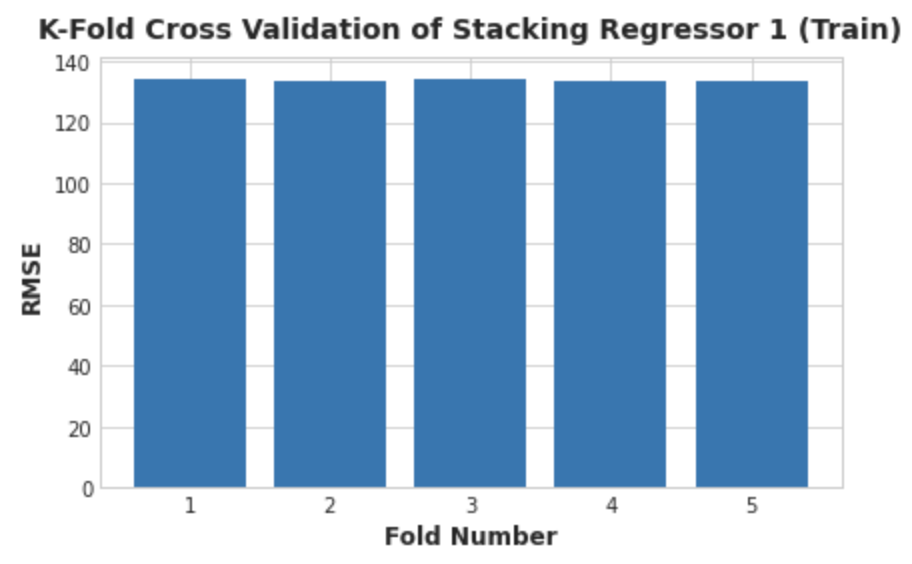 K-Fold Cross Validation of Stacking Regressor 1 (Train)
140
120
100
80
60
40
20
0
RMSE
1 2 3 4 5
Fold Number